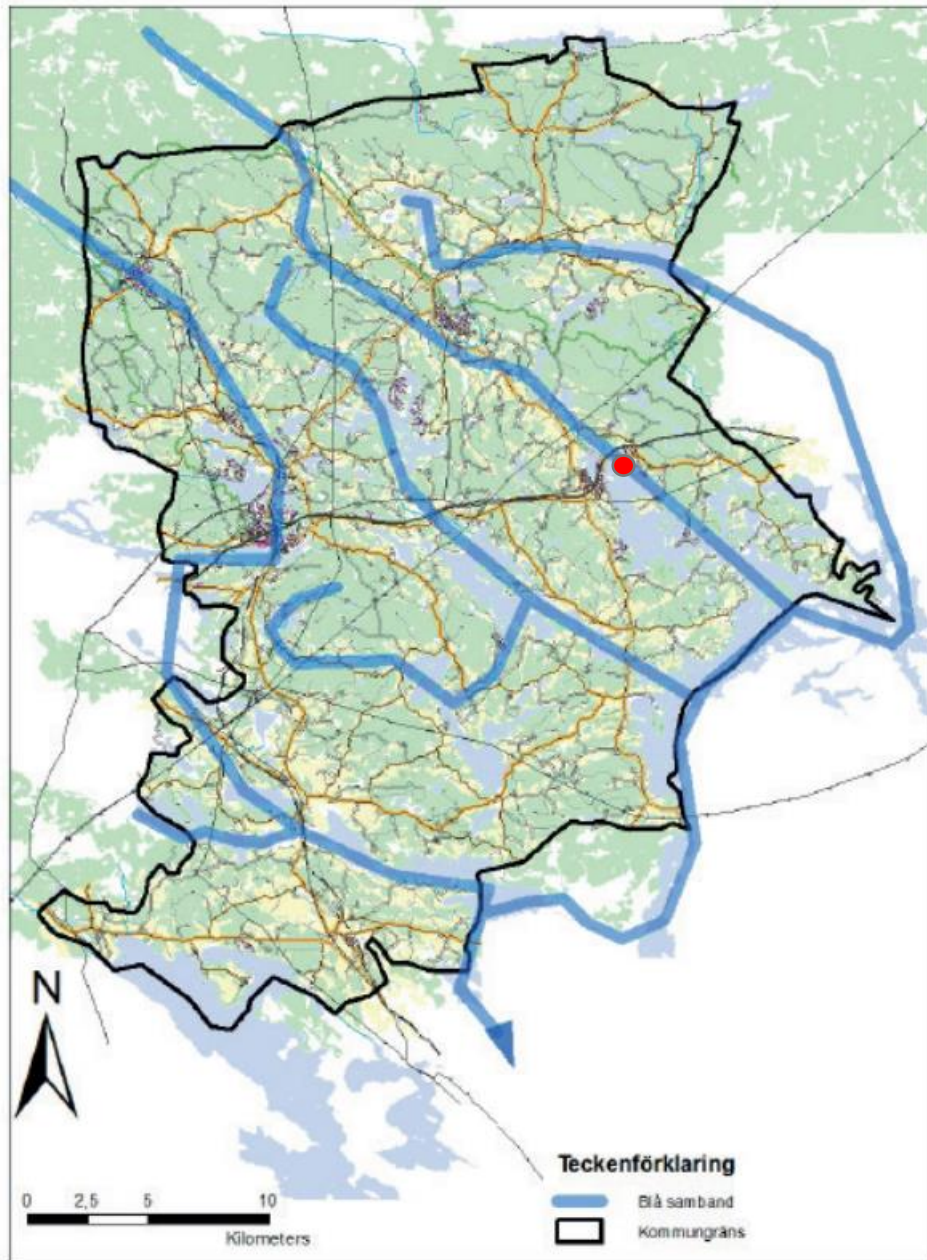 N
0 2,5 5 10
Kilometers
Teckenförklaring
Blå samband
Kommungräns